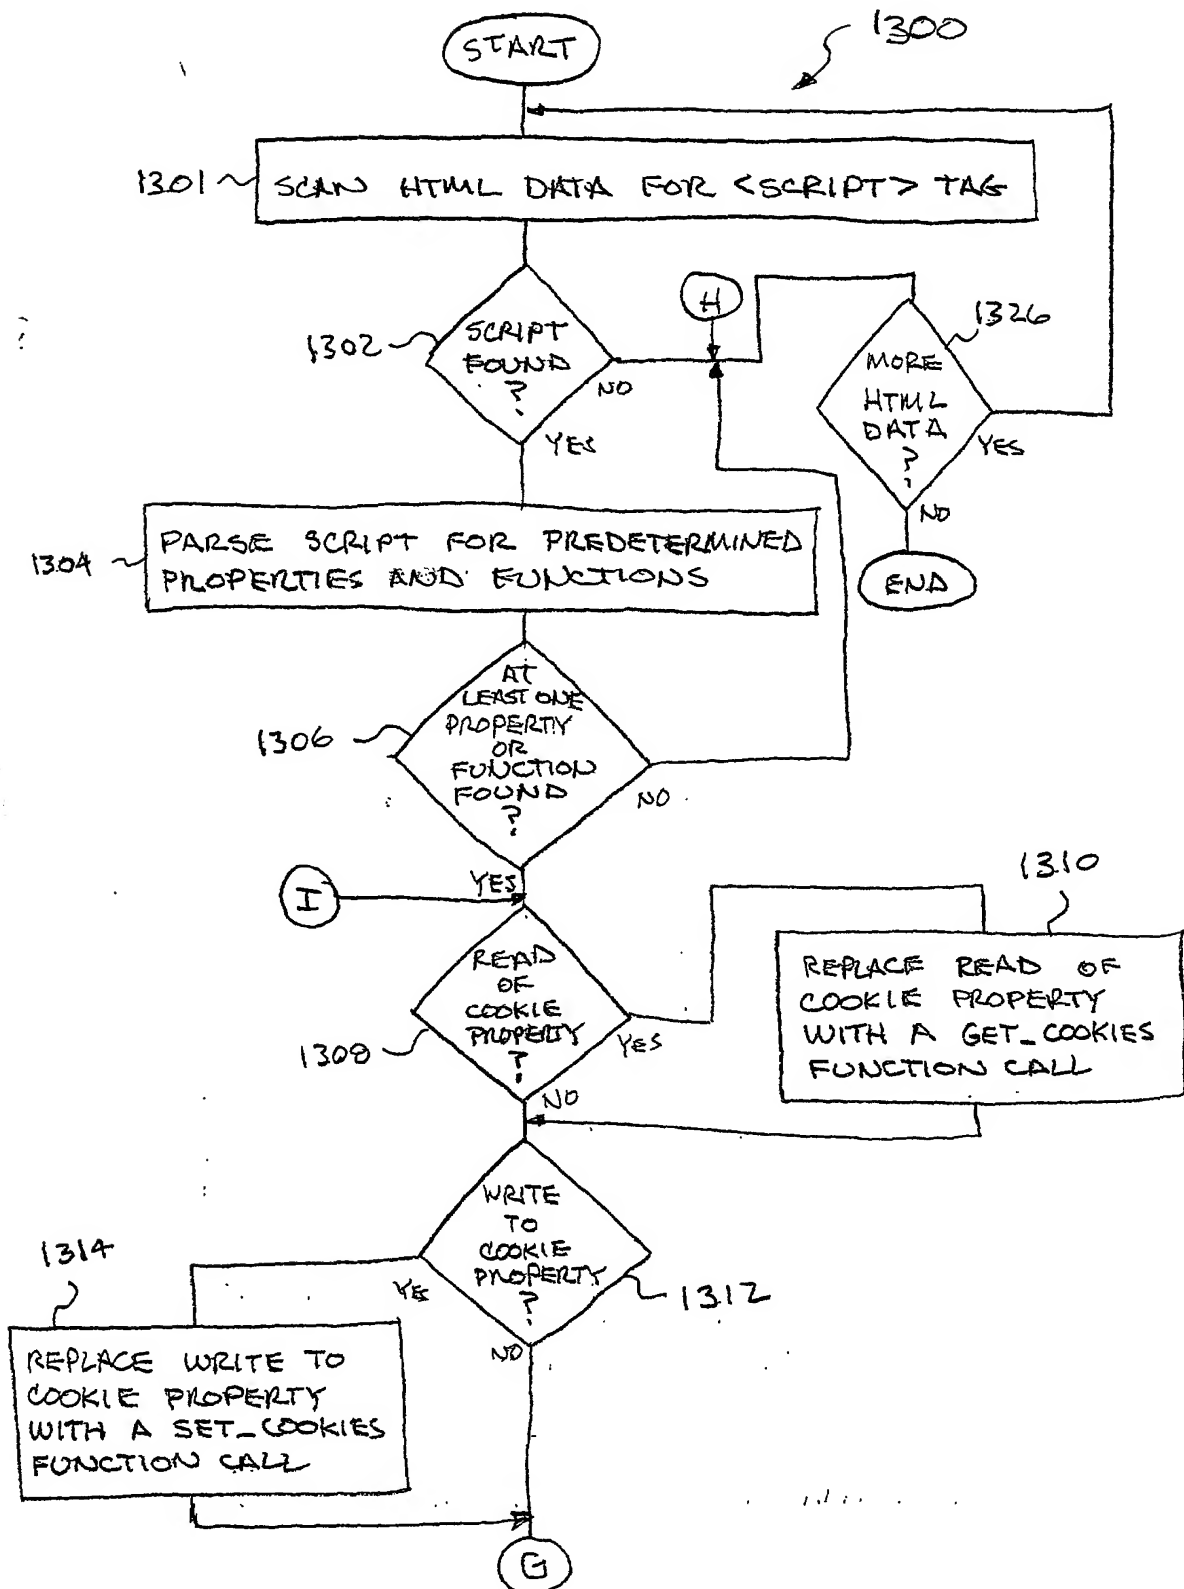 START
1300
1301
SCAN HTML DATA FOR <SCRIPT> TAG
H
1302
SCRIPT
FOUND
?
NO
YES
1326
MORE
HTML
DATA
?
YES
NO
END
1304
PARSE SCRIPT FOR PREDETERMINED
PROPERTIES AND FUNCTIONS
1306
AT
LEAST ONE
PROPERTY
OR
FUNCTION
FOUND
?
NO
YES
I
1308
READ
OF
COOKIE
PROPERTY
?
YES
NO
1310
REPLACE READ OF
COOKIE PROPERTY
WITH A GET_COOKIES
FUNCTION CALL
WRITE
TO
COOKIE
PROPERTY
?
1312
YES
NO
1314
REPLACE WRITE TO
COOKIE PROPERTY
WITH A SET_COOKIES
FUNCTION CALL
G